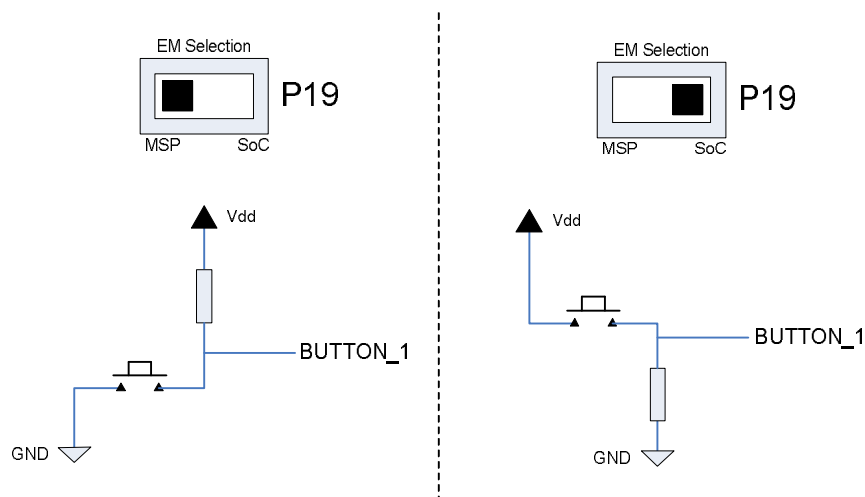 EM Selection
P19
MSP SoC
Vdd
BUTTON_1
GND
EM Selection
P19
MSP SoC
Vdd
BUTTON_1
GND